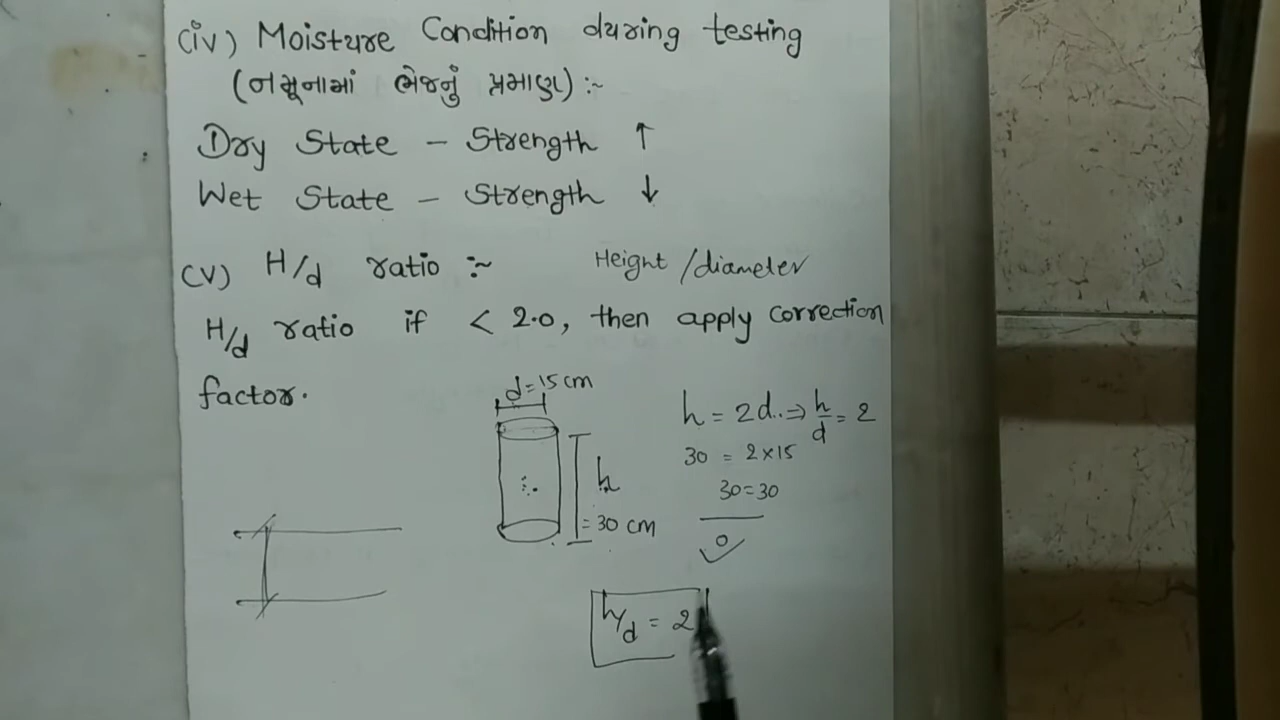 (iv) Moisture Condition during testing
(નમૂનામાં ભેજનું પ્રમાણ) :-
Dry State - Strength ↑
Wet State - Strength ↓
(V) H/d ratio :- Height/diameter
H/d ratio if < 2.0, then apply correction
factor.
d=15 cm
h = 2d. ⇒ h/d = 2
30 = 2×15
h
30=30
= 30 cm
0
h/d = 2